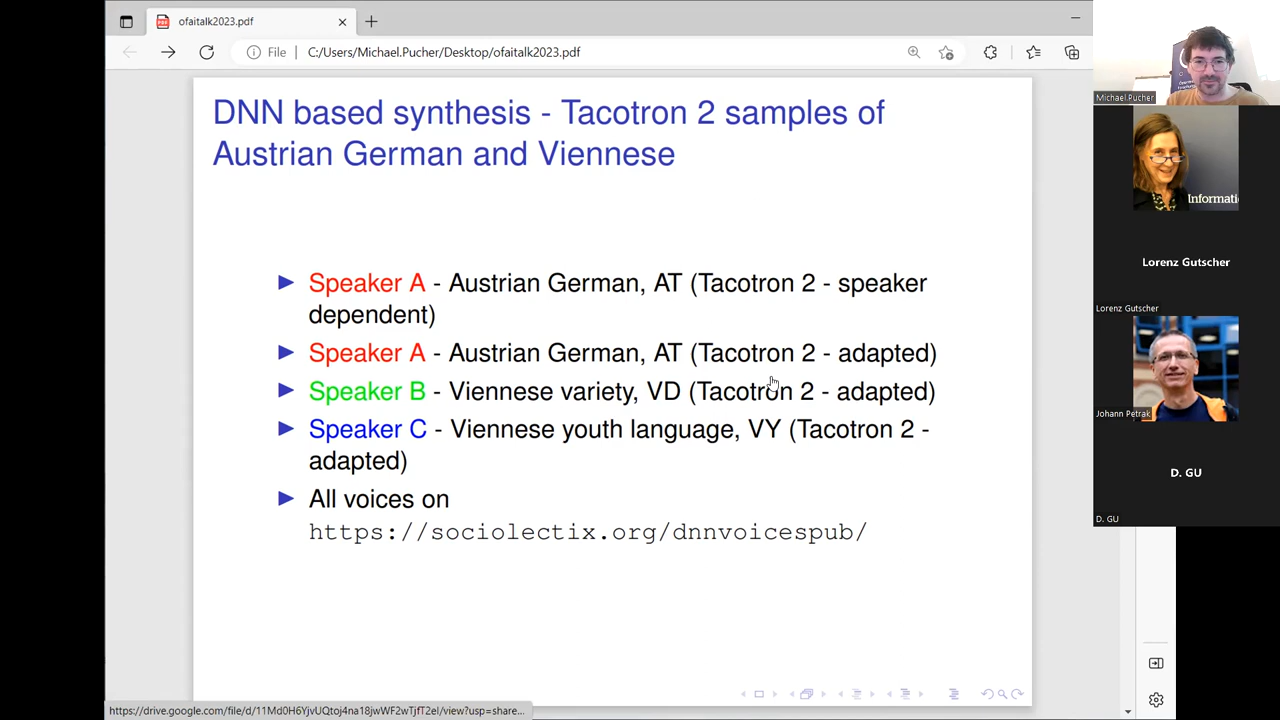 ofaitalk2023.pdf
File
C:/Users/Michael.Pucher/Desktop/ofaitalk2023.pdf
DNN based synthesis - Tacotron 2 samples of
Austrian German and Viennese
Speaker A - Austrian German, AT (Tacotron 2 - speaker
dependent)
Speaker A - Austrian German, AT (Tacotron 2 - adapted)
Speaker B - Viennese variety, VD (Tacotron 2 - adapted)
Speaker C - Viennese youth language, VY (Tacotron 2 -
adapted)
All voices on
https://sociolectix.org/dnnvoicespub/
Michael.Pucher
Informati
Lorenz Gutscher
Lorenz Gutscher
Johann Petrak
D. GU
D. GU